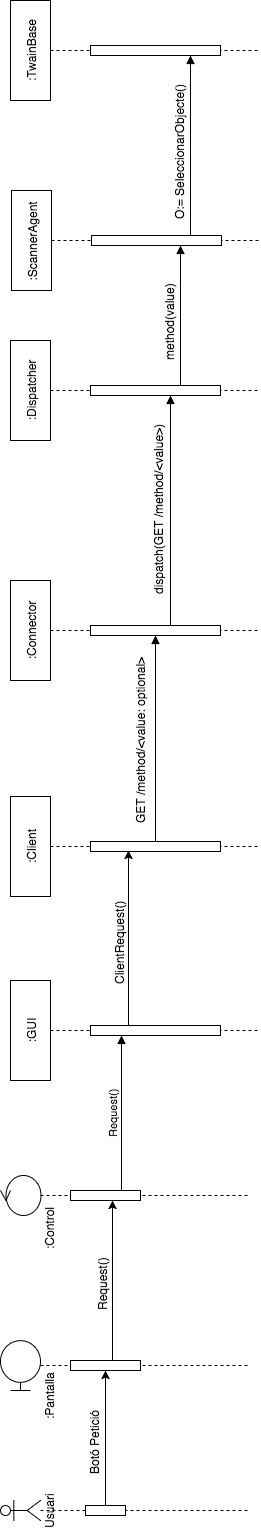 Usuari
:Pantalla
:Control
:GUI
:Client
:Connector
:Dispatcher
:ScannerAgent
:TwainBase
Botó Petició
Request()
Request()
ClientRequest()
GET /method/<value: optional>
dispatch(GET /method/<value>)
method(value)
O:= SeleccionarObjecte()